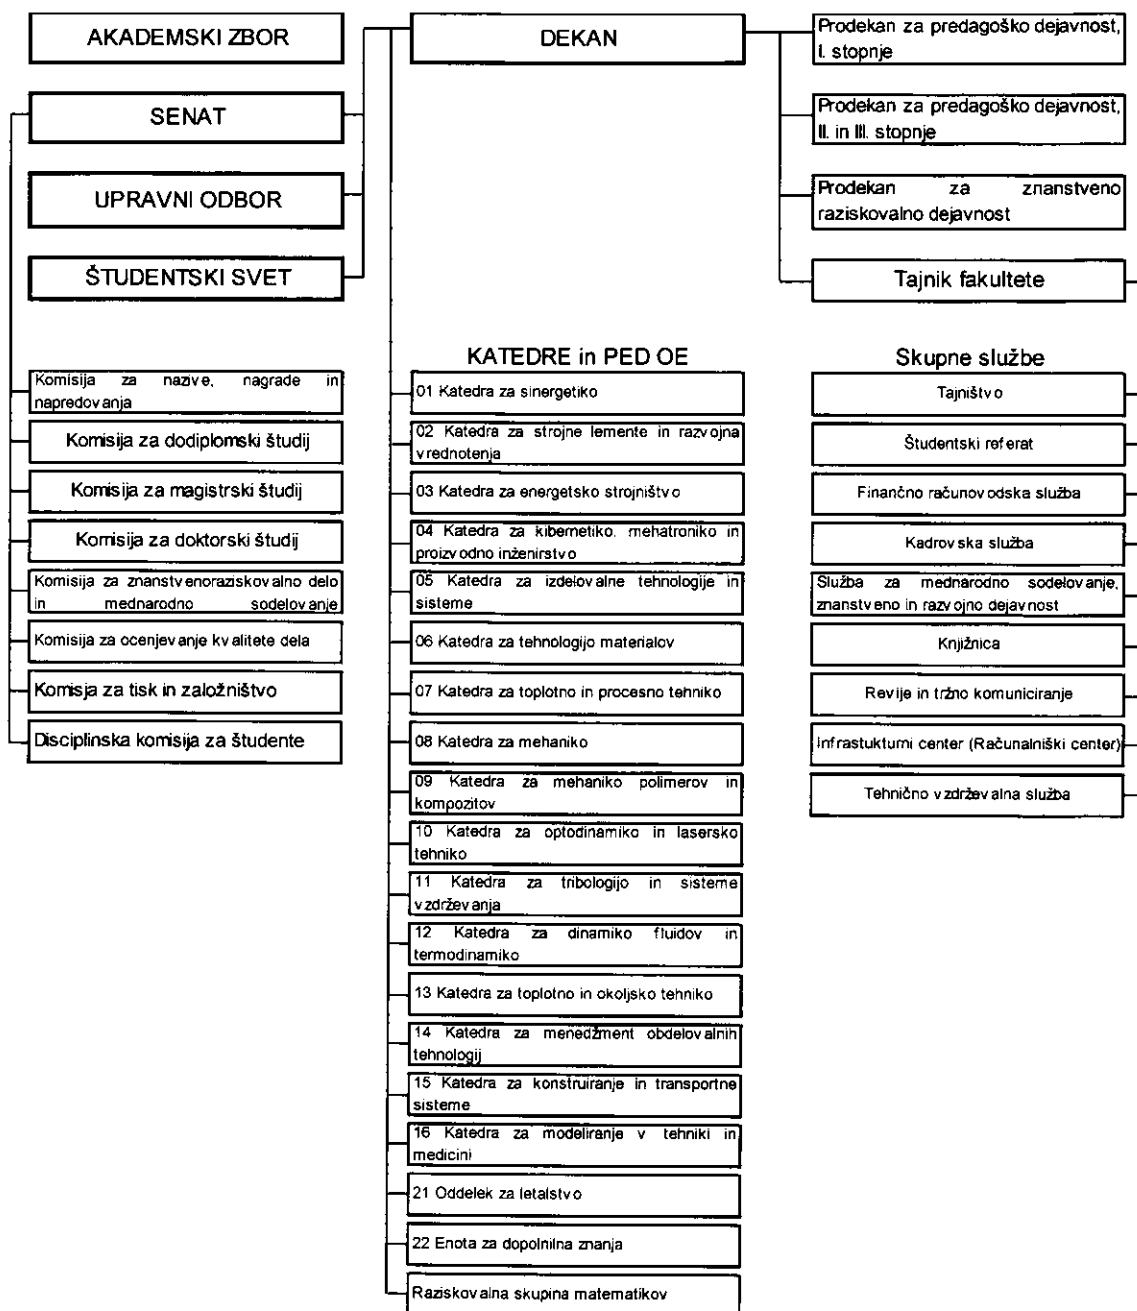 AKADEMSKI ZBOR
SENAT
UPRAVNI ODBOR
ŠTUDENTSKI SVET
Komisija za nazive, nagrade in
napredovanja
Komisija za dodiplomski študij
Komisija za magistrski študij
Komisija za doktorski študij
Komisija za znanstvenoraziskovalno delo
in mednarodno sodelovanje
Komisija za ocenjevanje kvalitete dela
Komisja za tisk in založništvo
Disciplinska komisija za študente
DEKAN
KATEDRE in PED OE
01 Katedra za sinergetiko
02 Katedra za strojne lemente in razvojna
vrednotenja
03 Katedra za energetsko strojništvo
04 Katedra za kibernetiko, mehatroniko in
proizvodno inženirstvo
05 Katedra za izdelovalne tehnologije in
sisteme
06 Katedra za tehnologijo materialov
07 Katedra za toplotno in procesno tehniko
08 Katedra za mehaniko
09 Katedra za mehaniko polimerov in
kompozitov
10 Katedra za optodinamiko in lasersko
tehniko
11 Katedra za tribologijo in sisteme
vzdrževanja
12 Katedra za dinamiko fluidov in
termodinamiko
13 Katedra za toplotno in okoljsko tehniko
14 Katedra za menedžment obdelovalnih
tehnologij
15 Katedra za konstruiranje in transportne
sisteme
16 Katedra za modeliranje v tehniki in
medicini
21 Oddelek za letalstvo
22 Enota za dopolnilna znanja
Raziskovalna skupina matematikov
Prodekan za predagoško dejavnost,
I. stopnje
Prodekan za predagoško dejavnost,
II. in III. stopnje
Prodekan za znanstveno
raziskovalno dejavnost
Tajnik fakultete
Skupne službe
Tajništvo
Študentski referat
Finančno računovodska služba
Kadrovska služba
Služba za mednarodno sodelovanje,
znanstveno in razvojno dejavnost
Knjižnica
Revije in tržno komuniciranje
Infrastukturni center (Računalniški center)
Tehnično vzdrževalna služba